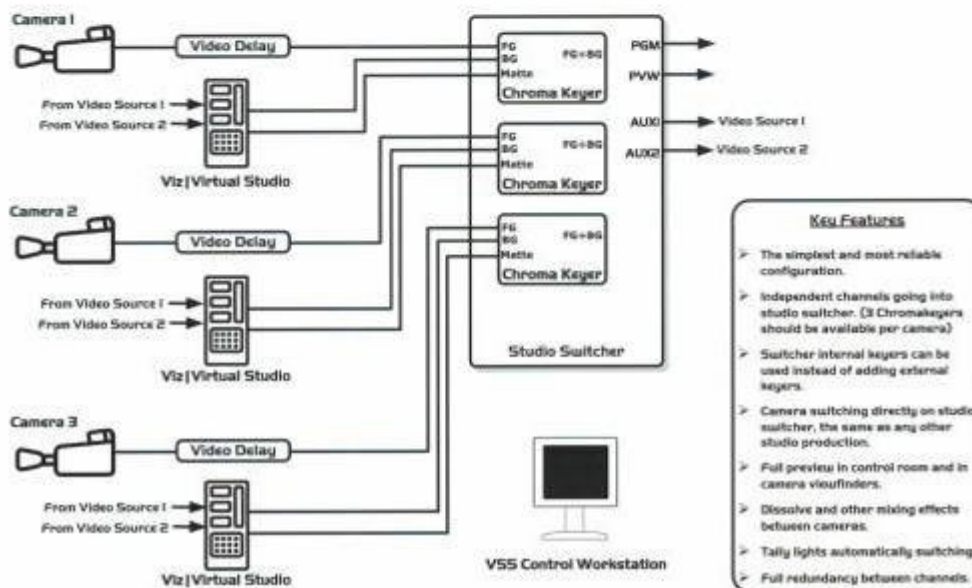 Camera 1
Video Delay
From Video Source 1
From Video Source 2
Viz|Virtual Studio
Camera 2
Video Delay
From Video Source 1
From Video Source 2
Viz|Virtual Studio
Camera 3
Video Delay
From Video Source 1
From Video Source 2
Viz|Virtual Studio
FG
BG
Matte
FG+BG
Chroma Keyer
FG
BG
Matte
FG+BG
Chroma Keyer
FG
BG
Matte
FG+BG
Chroma Keyer
Studio Switcher
PGM
PVW
AUX1
AUX2
Video Source 1
Video Source 2
VSS Control Workstation
Key Features
➢ The simplest and most reliable
configuration.
➢ Independent channels going into
studio switcher. (3 Chromakeyers
should be available per camera)
➢ Switcher internal keyers can be
used instead of adding external
keyers.
➢ Camera switching directly on studio
switcher, the same as any other
studio production.
➢ Full preview in control room and in
camera viewfinders.
➢ Dissolve and other mixing effects
between cameras.
➢ Tally lights automatically switching
➢ Full redundancy between channels